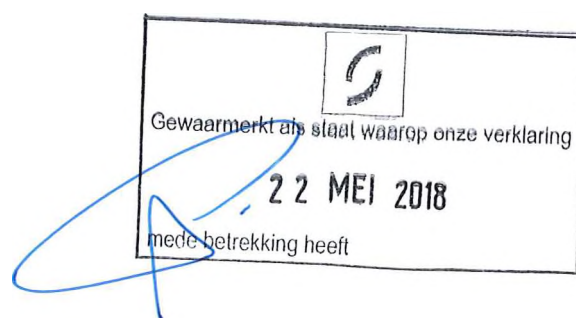 Gewaarmerkt als staat waarop onze verklaring
22 MEI 2018
mede betrekking heeft